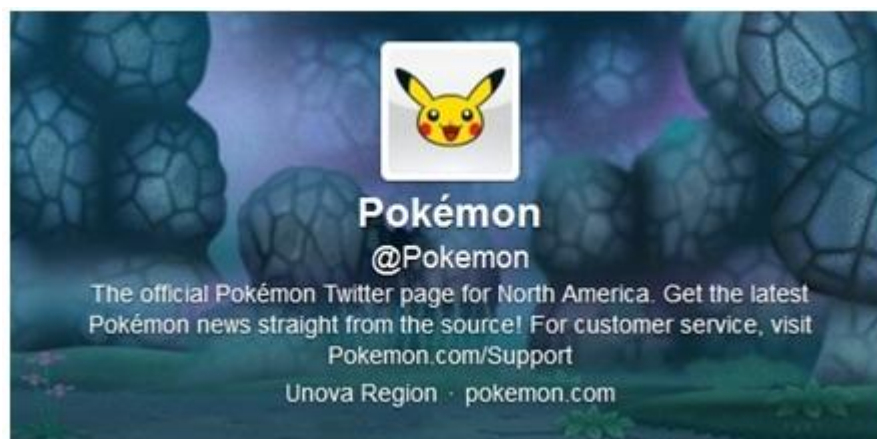 Pokémon
@Pokemon
The official Pokémon Twitter page for North America. Get the latest
Pokémon news straight from the source! For customer service, visit
Pokemon.com/Support
Unova Region · pokemon.com